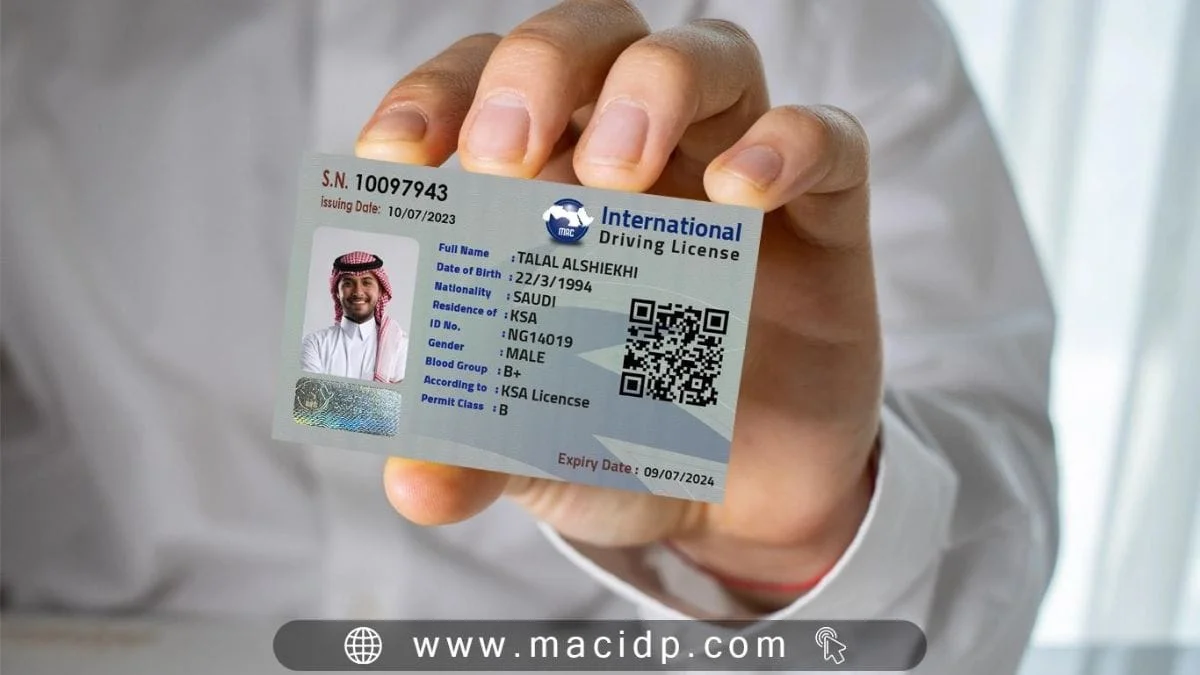 S.N. 10097943
issuing Date: 10/07/2023
MAC
International
Driving License
Full Name : TALAL ALSHIEKHI
Date of Birth : 22/3/1994
Nationality : SAUDI
Residence of : KSA
ID No. : NG14019
Gender : MALE
Blood Group : B+
According to : KSA Licencse
Permit Class : B
Expiry Date : 09/07/2024
www.macidp.com